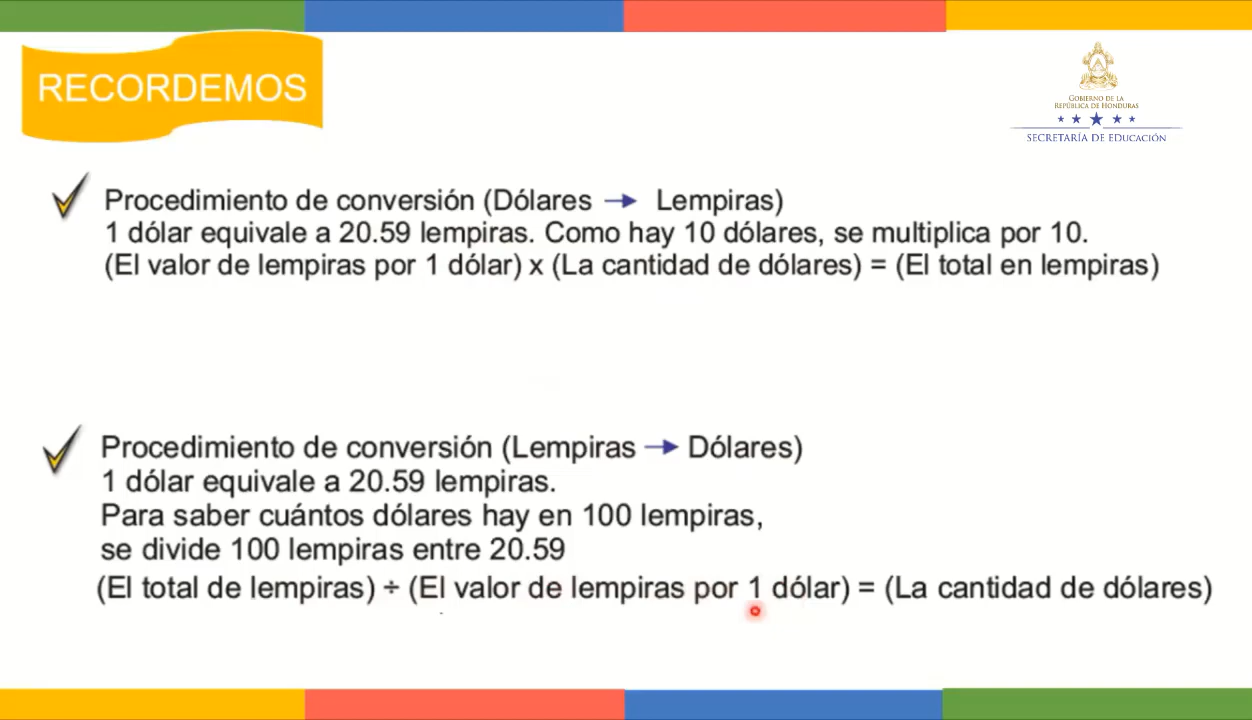 RECORDEMOS
GOBIERNO DE LA
REPÚBLICA DE HONDURAS
SECRETARÍA DE EDUCACIÓN
Procedimiento de conversión (Dólares → Lempiras)
1 dólar equivale a 20.59 lempiras. Como hay 10 dólares, se multiplica por 10.
(El valor de lempiras por 1 dólar) x (La cantidad de dólares) = (El total en lempiras)
Procedimiento de conversión (Lempiras → Dólares)
1 dólar equivale a 20.59 lempiras.
Para saber cuántos dólares hay en 100 lempiras,
se divide 100 lempiras entre 20.59
(El total de lempiras) ÷ (El valor de lempiras por 1 dólar) = (La cantidad de dólares)